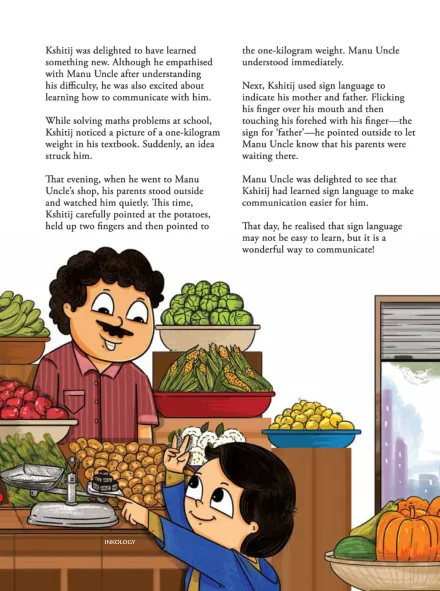 Kshitij was delighted to have learned
something new. Although he empathised
with Manu Uncle after understanding
his difficulty, he was also excited about
learning how to communicate with him.
While solving maths problems at school,
Kshitij noticed a picture of a one-kilogram
weight in his textbook. Suddenly, an idea
struck him.
That evening, when he went to Manu
Uncle's shop, his parents stood outside
and watched him quietly. This time,
Kshitij carefully pointed at the potatoes,
held up two fingers and then pointed to
the one-kilogram weight. Manu Uncle
understood immediately.
Next, Kshitij used sign language to
indicate his mother and father. Flicking
his finger over his mouth and then
touching his forehed with his finger—the
sign for 'father'—he pointed outside to let
Manu Uncle know that his parents were
waiting there.
Manu Uncle was delighted to see that
Kshitij had learned sign language to make
communication easier for him.
That day, he realised that sign language
may not be easy to learn, but it is a
wonderful way to communicate!
INKOLOGY